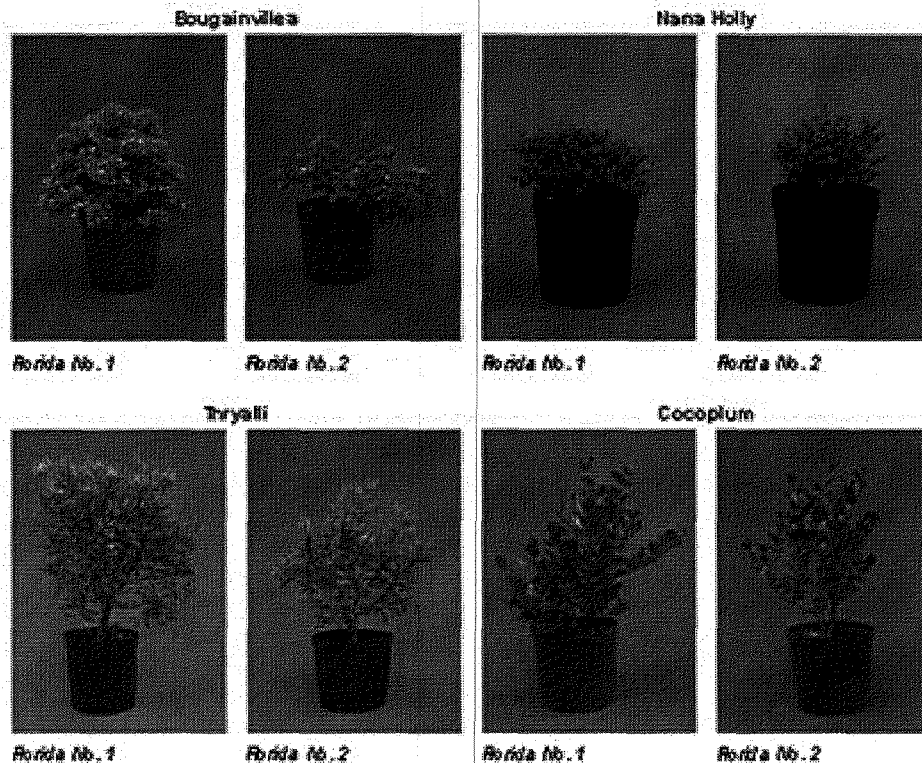 Bougainvillea
Nana Holly
Florida No. 1
Florida No. 2
Florida No. 1
Florida No. 2
Thryalli
Cocoplum
Florida No. 1
Florida No. 2
Florida No. 1
Florida No. 2